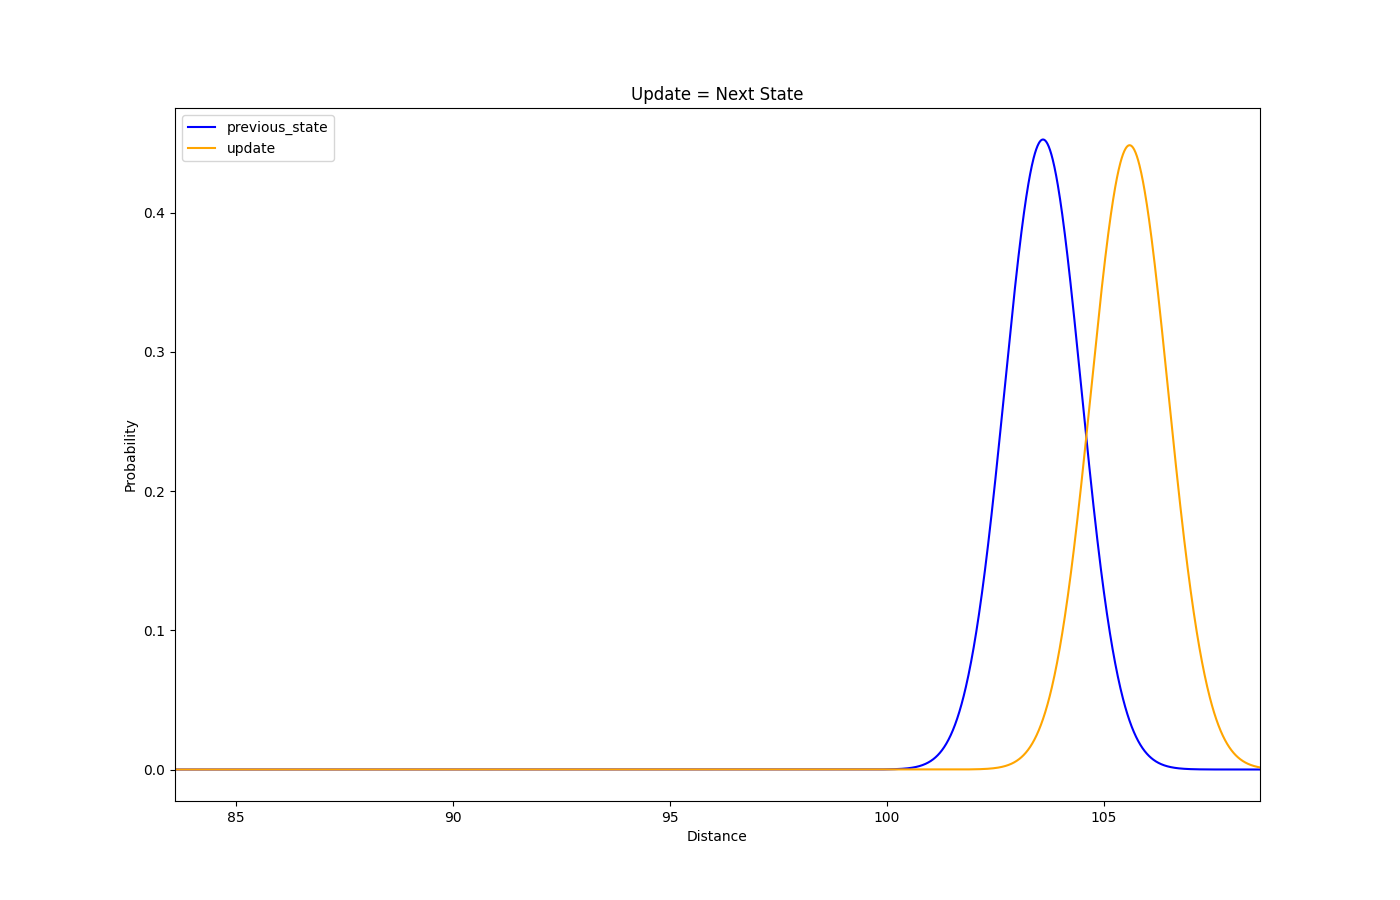 Update = Next State
previous_state
update
0.4
0.3
0.2
0.1
0.0
Probability
85
90
95
100
105
Distance